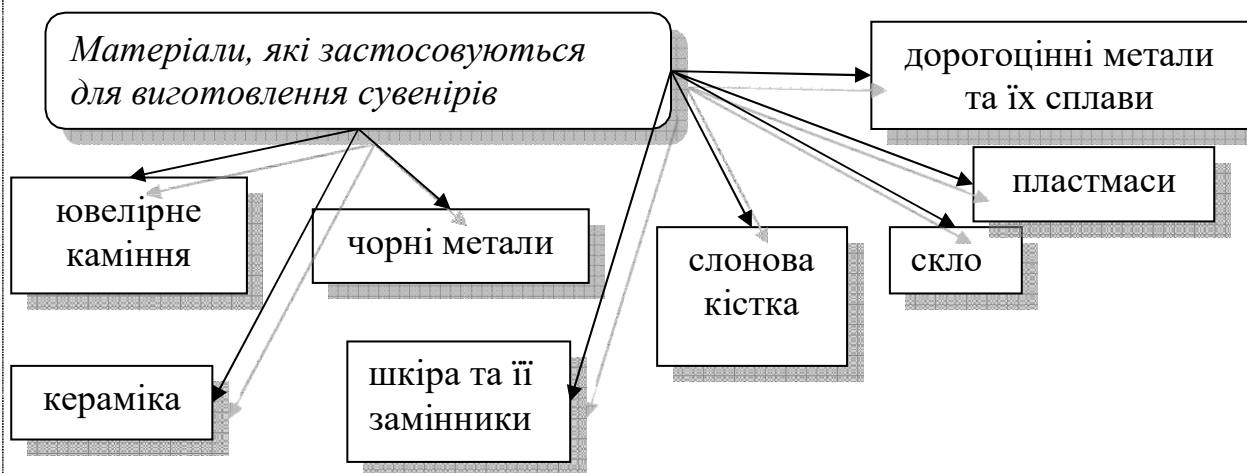 Матеріали, які застосовуються
для виготовлення сувенірів
дорогоцінні метали
та їх сплави
пластмаси
ювелірне
каміння
чорні метали
слонова
кістка
скло
кераміка
шкіра та її
замінники